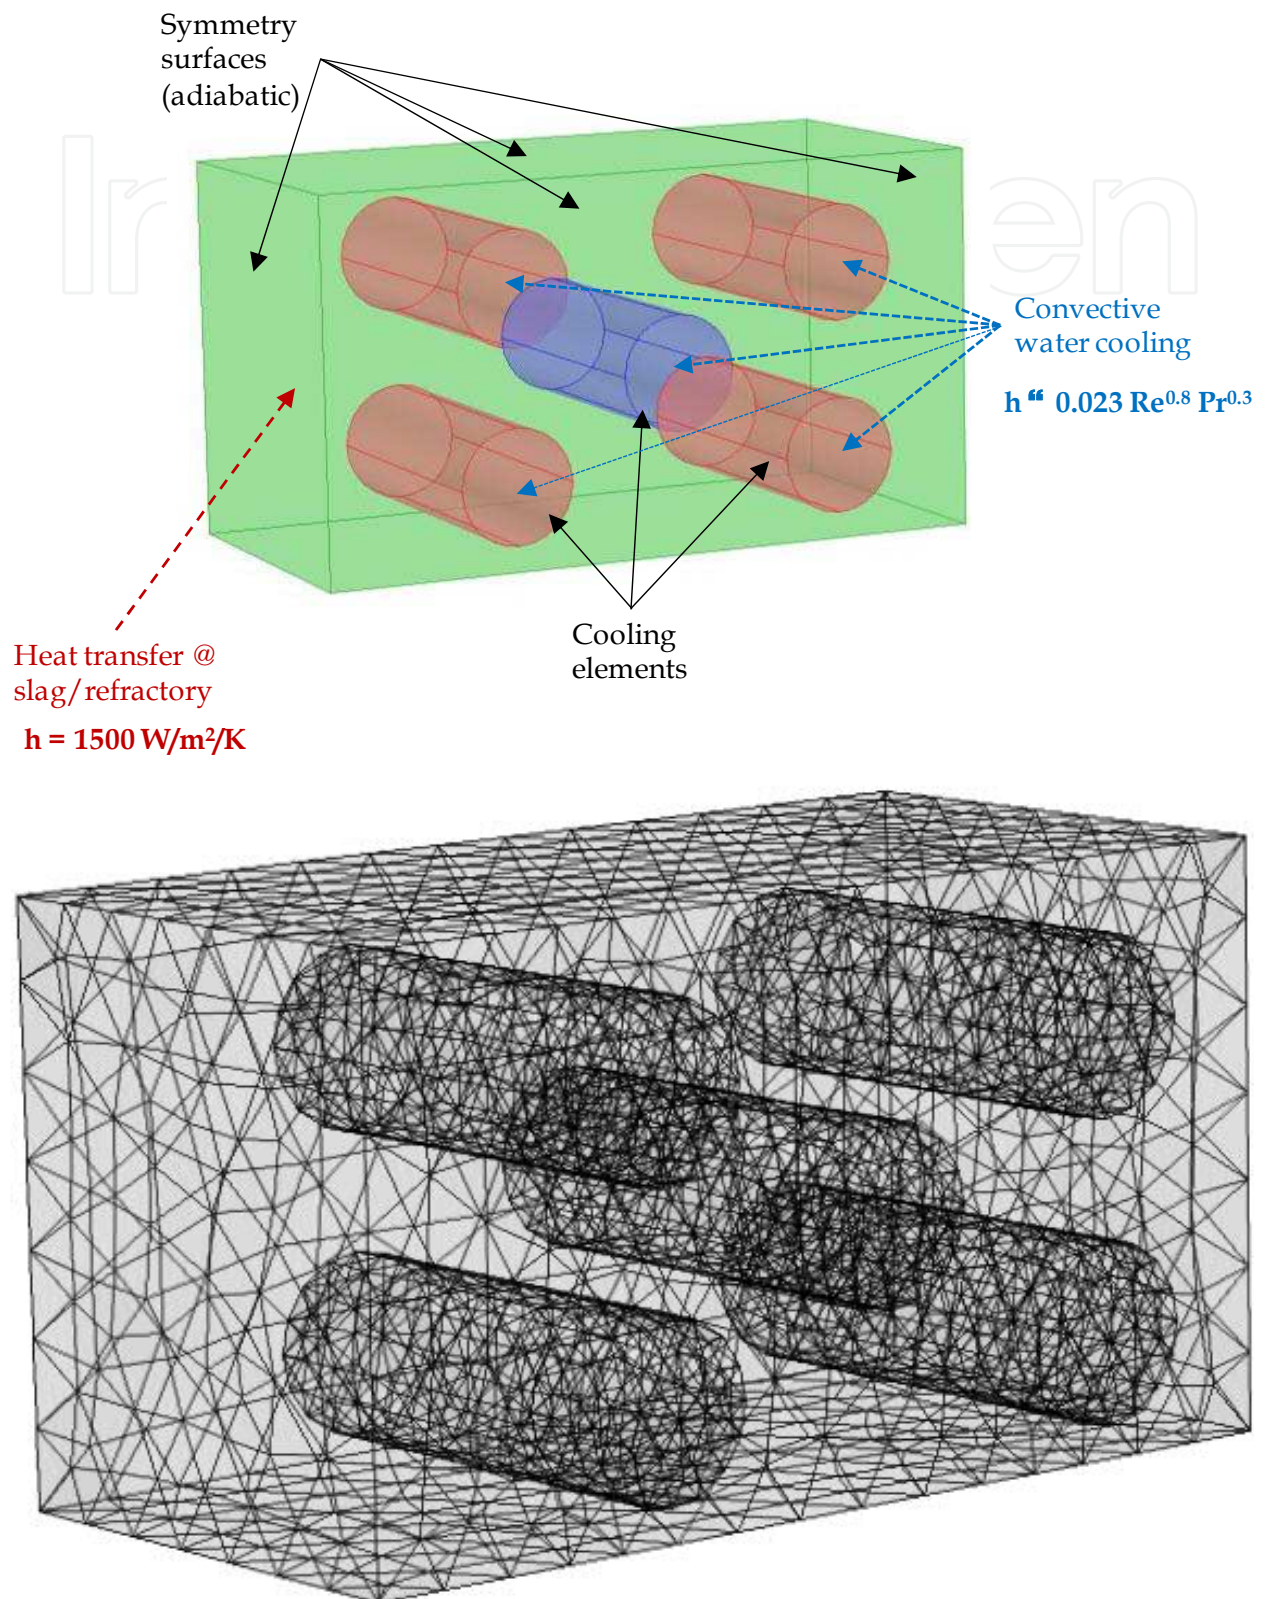 Symmetry
surfaces
(adiabatic)
Convective
water cooling
h “ 0.023 Re⁰·⁸ Pr⁰·³
Cooling
elements
Heat transfer @
slag/refractory
h = 1500 W/m²/K